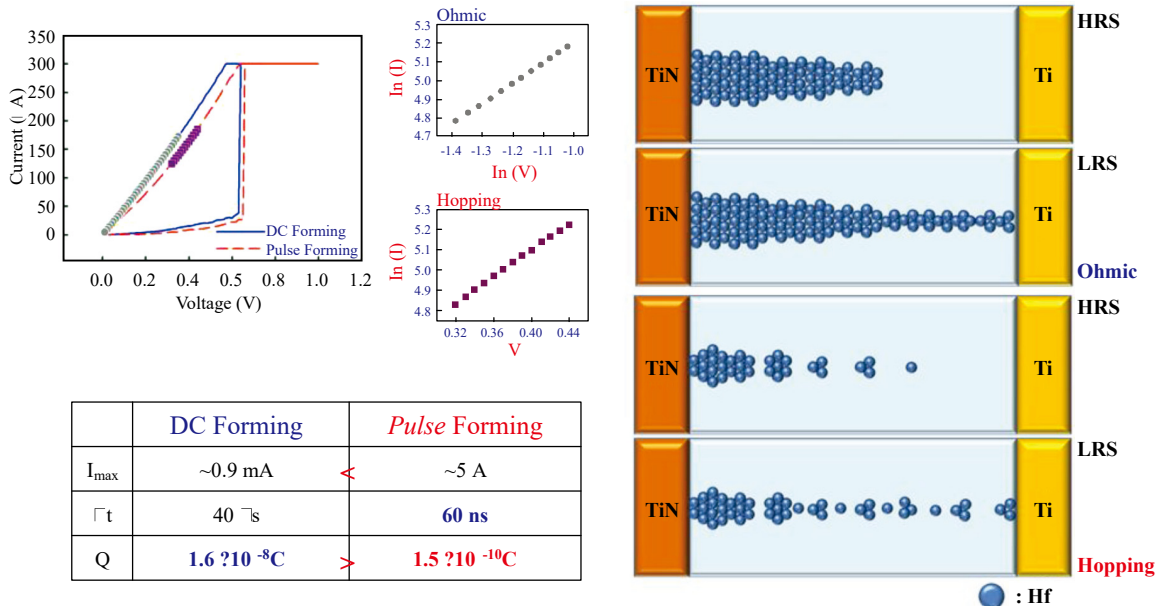 350
300
250
200
150
100
50
0
Current (| A)
0.0 0.2 0.4 0.6 0.8 1.0 1.2
Voltage (V)
DC Forming
Pulse Forming
Ohmic
5.3
5.2
5.1
5.0
4.9
4.8
4.7
In (I)
-1.4 -1.3 -1.2 -1.1 -1.0
In (V)
Hopping
5.3
5.2
5.1
5.0
4.9
4.8
In (I)
0.32 0.36 0.40 0.44
V
DC Forming Pulse Forming
Imax ~0.9 mA < ~5 A
t 40 s 60 ns
Q 1.6 ?10 -8C > 1.5 ?10 -10C
TiN Ti HRS
TiN Ti LRS
Ohmic
TiN Ti HRS
TiN Ti LRS
Hopping
: Hf